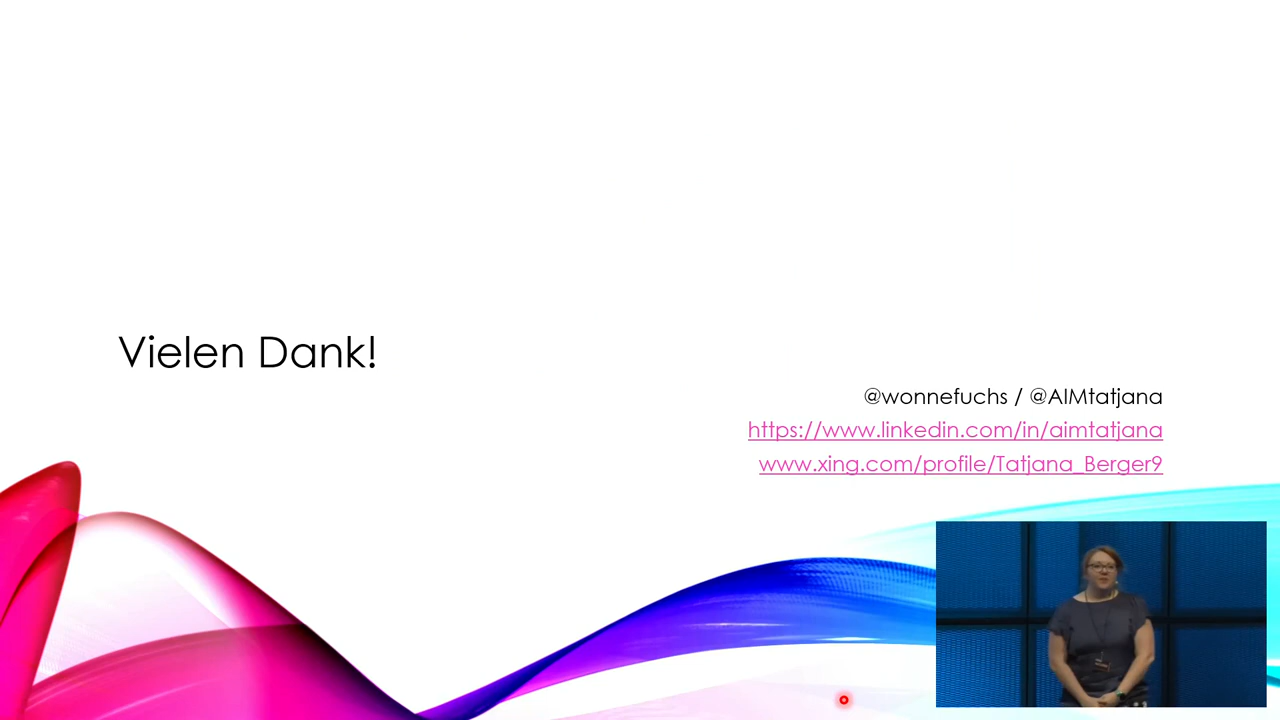 Vielen Dank!
@wonnefuchs / @AIMtatjana
https://www.linkedin.com/in/aimtatjana
www.xing.com/profile/Tatjana_Berger9